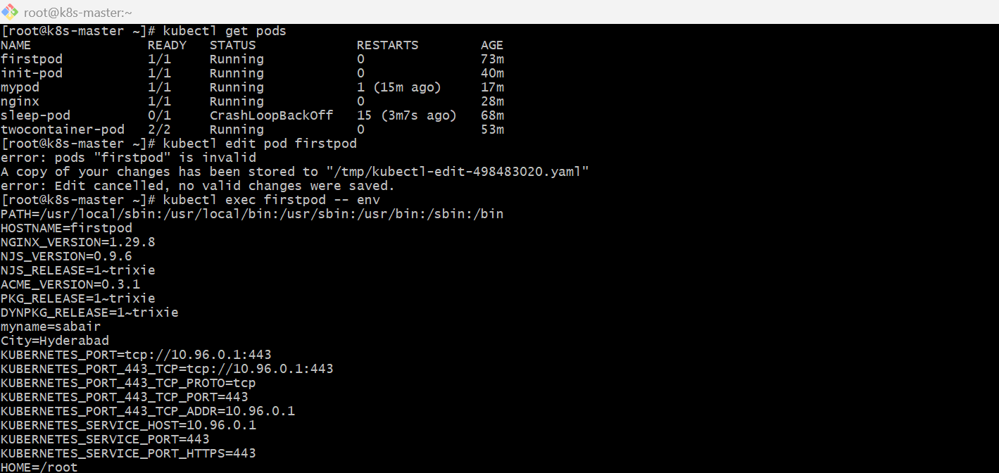 root@k8s-master:~
[root@k8s-master ~]# kubectl get pods
NAME                READY   STATUS             RESTARTS        AGE
firstpod            1/1     Running            0               73m
init-pod            1/1     Running            0               40m
mypod               1/1     Running            1 (15m ago)     17m
nginx               1/1     Running            0               28m
sleep-pod           0/1     CrashLoopBackOff   15 (3m7s ago)   68m
twocontainer-pod    2/2     Running            0               53m
[root@k8s-master ~]# kubectl edit pod firstpod
error: pods "firstpod" is invalid
A copy of your changes has been stored to "/tmp/kubectl-edit-498483020.yaml"
error: Edit cancelled, no valid changes were saved.
[root@k8s-master ~]# kubectl exec firstpod -- env
PATH=/usr/local/sbin:/usr/local/bin:/usr/sbin:/usr/bin:/sbin:/bin
HOSTNAME=firstpod
NGINX_VERSION=1.29.8
NJS_VERSION=0.9.6
NJS_RELEASE=1~trixie
ACME_VERSION=0.3.1
PKG_RELEASE=1~trixie
DYNPKG_RELEASE=1~trixie
myname=sabair
City=Hyderabad
KUBERNETES_PORT=tcp://10.96.0.1:443
KUBERNETES_PORT_443_TCP=tcp://10.96.0.1:443
KUBERNETES_PORT_443_TCP_PROTO=tcp
KUBERNETES_PORT_443_TCP_PORT=443
KUBERNETES_PORT_443_TCP_ADDR=10.96.0.1
KUBERNETES_SERVICE_HOST=10.96.0.1
KUBERNETES_SERVICE_PORT=443
KUBERNETES_SERVICE_PORT_HTTPS=443
HOME=/root